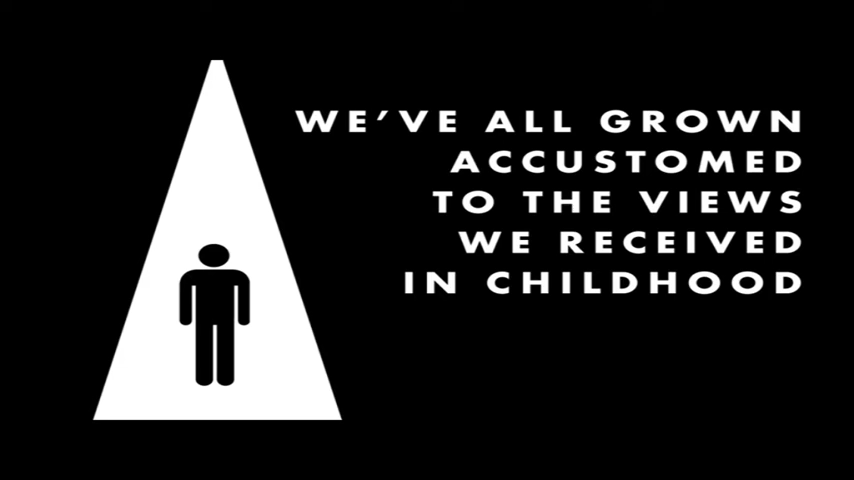 WE'VE ALL GROWN
ACCUSTOMED
TO THE VIEWS
WE RECEIVED
IN CHILDHOOD